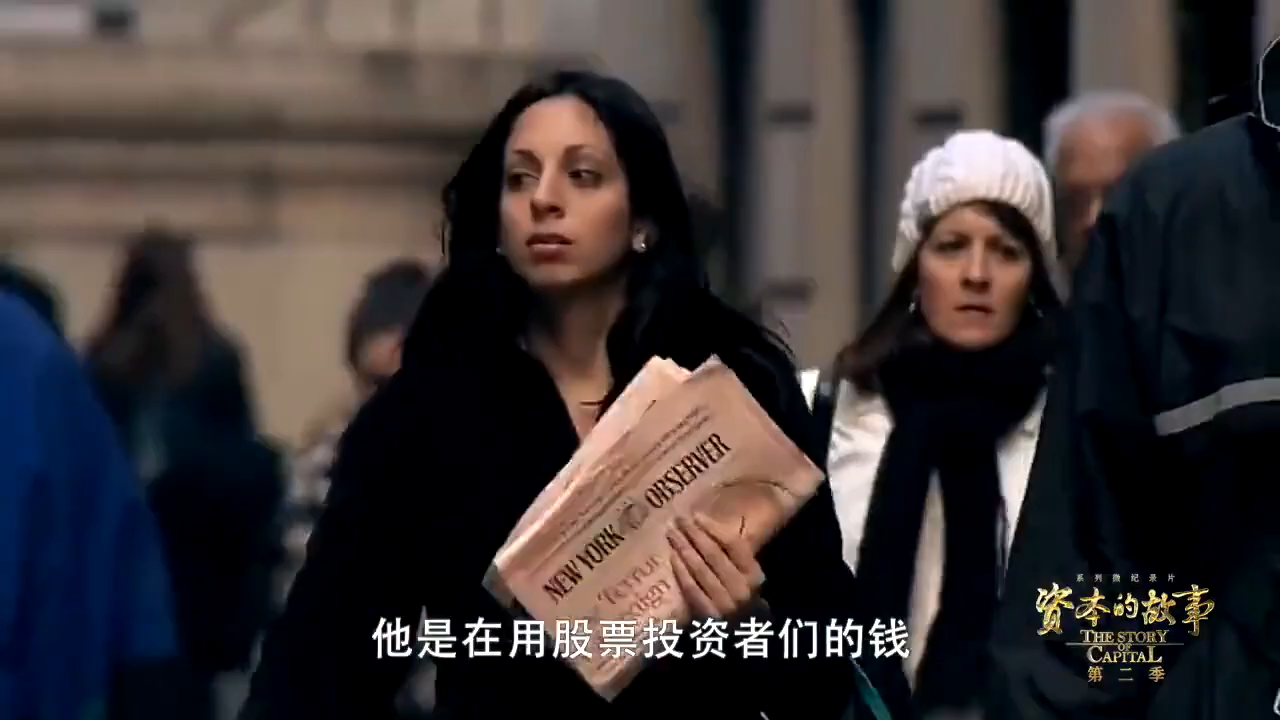 NEW YORK OBSERVER
他是在用股票投资者们的钱
系列微纪录片
资本的故事
THE STORY
OF
CAPITAL
第二季